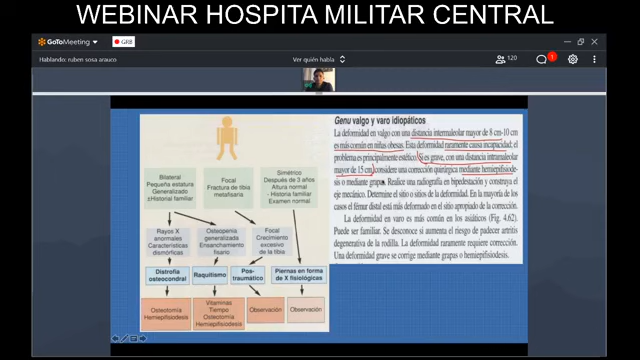 WEBINAR HOSPITA MILITAR CENTRAL
GoToMeeting
GRB
Hablando: ruben sosa arauco
Ver quién habla
120
1
Bilateral
Pequeña estatura
Generalizado
±Historial familiar
Focal
Fractura de tibia
metafisaria
Simétrico
Después de 3 años
Altura normal
- Historia familiar
Examen normal
Rayos X
anormales
Características
dismórficas
Osteopenia
generalizada
Ensanchamiento
fisario
Focal
Crecimiento
excesivo
de la tibia
Distrofia
osteocondral
Raquitismo
Pos-
traumático
Piernas en forma
de X fisiológicas
Osteotomía
Hemiepifisiodesis
Vitaminas
Tiempo
Osteotomía
Hemiepifisiodesis
Observación
Observación
Genu valgo y varo idiopáticos
La deformidad en valgo con una distancia intermaleolar mayor de 8 cm-10 cm
es más común en niñas obesas. Esta deformidad raramente causa incapacidad;
el problema es principalmente estético. Si es grave, con una distancia intramaleolar
mayor de 15 cm, considere una corrección quirúrgica mediante hemiepifisiode-
sis o mediante grapas. Realice una radiografía en bipedestación y construya el
eje mecánico. Determine el sitio o sitios de la deformidad. En la mayoría de los
casos el fémur distal está más deformado en el sitio apropiado de la corrección.
La deformidad en varo es más común en los asiáticos (Fig. 4.62).
Puede ser familiar. Se desconoce si aumenta el riesgo de padecer artritis
degenerativa de la rodilla. La deformidad raramente requiere corrección.
Una deformidad grave se corrige mediante grapas o hemiepifisiodesis.